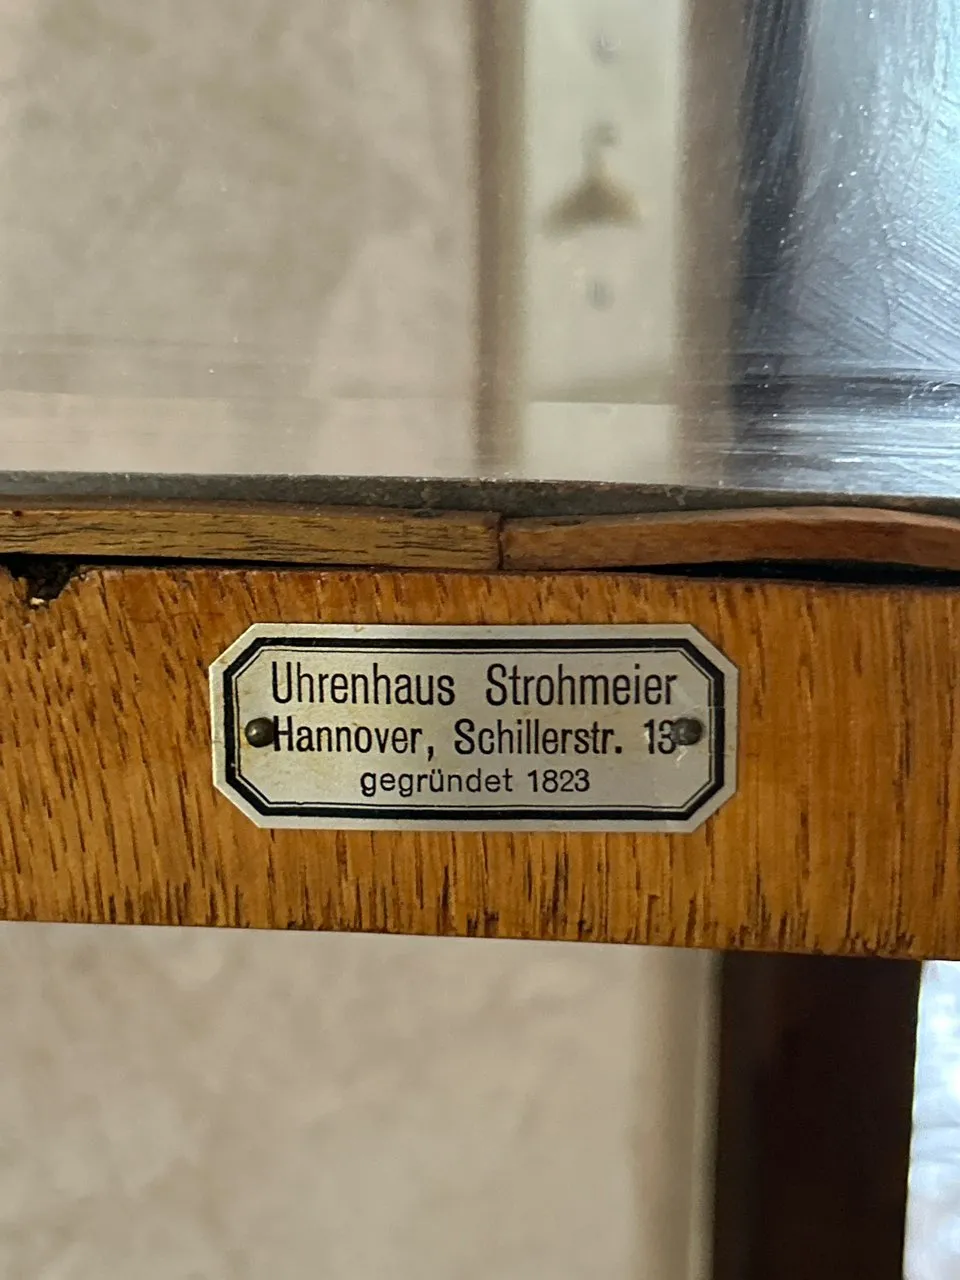 Uhrenhaus Strohmeier
Hannover, Schillerstr. 13
gegründet 1823